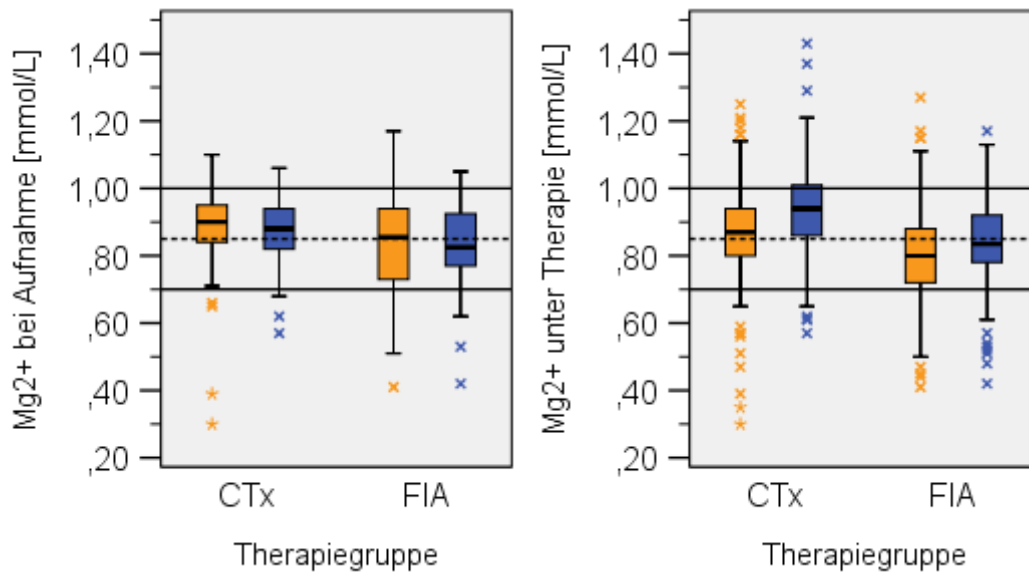 Mg2+ bei Aufnahme [mmol/L]
1,40
1,20
1,00
,80
,60
,40
,20
CTx FIA
Therapiegruppe
Mg2+ unter Therapie [mmol/L]
1,40
1,20
1,00
,80
,60
,40
,20
CTx FIA
Therapiegruppe